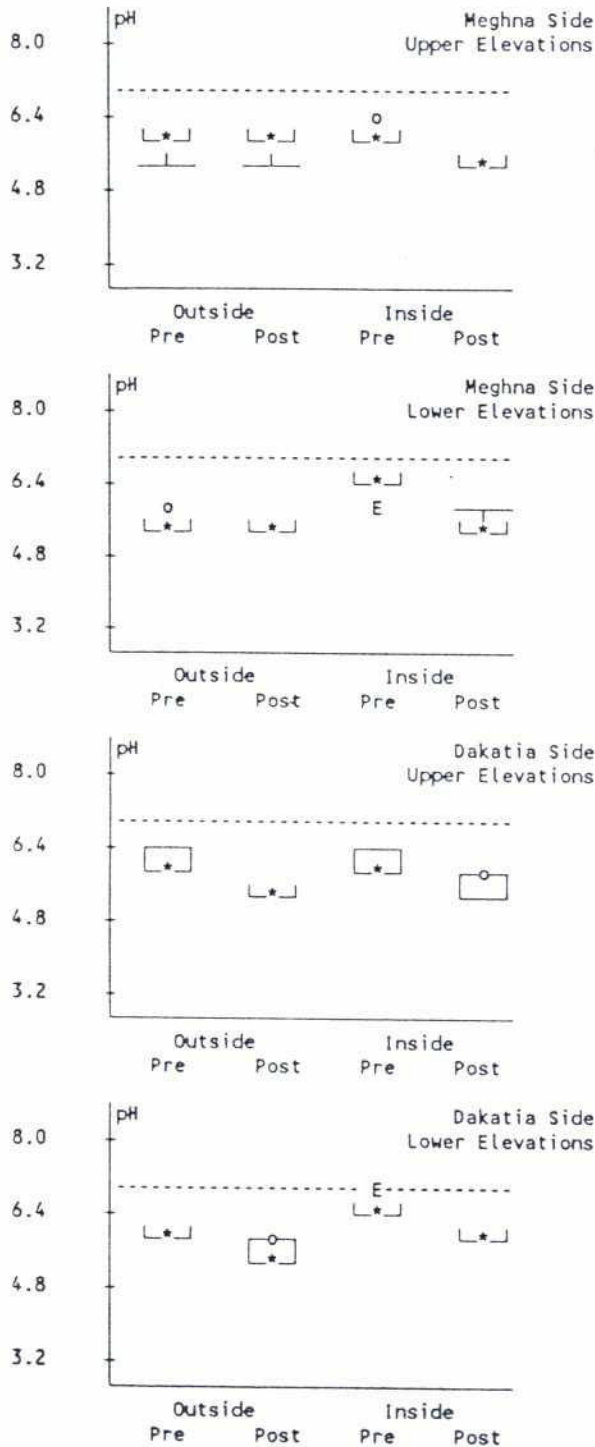 pH Meghna Side
8.0 Upper Elevations
6.4 o
* * *
*
4.8
3.2
Outside Inside
Pre Post Pre Post
pH Meghna Side
8.0 Lower Elevations
6.4 *
o E
* * *
4.8
3.2
Outside Inside
Pre Post Pre Post
pH Dakatia Side
8.0 Upper Elevations
6.4
* * o
*
4.8
3.2
Outside Inside
Pre Post Pre Post
pH Dakatia Side
8.0 Lower Elevations
E
6.4 *
* o *
*
4.8
3.2
Outside Inside
Pre Post Pre Post